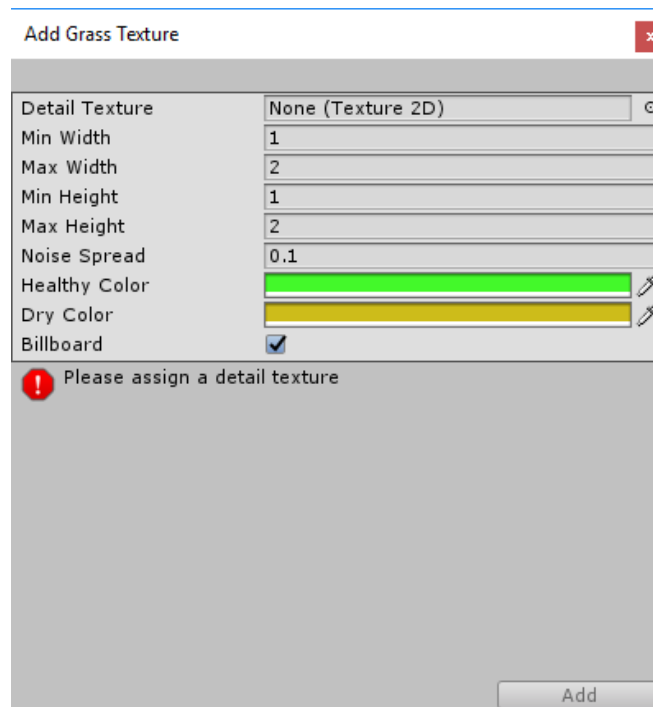 Add Grass Texture
x
Detail Texture None (Texture 2D)
Min Width 1
Max Width 2
Min Height 1
Max Height 2
Noise Spread 0.1
Healthy Color
Dry Color
Billboard
! Please assign a detail texture
Add